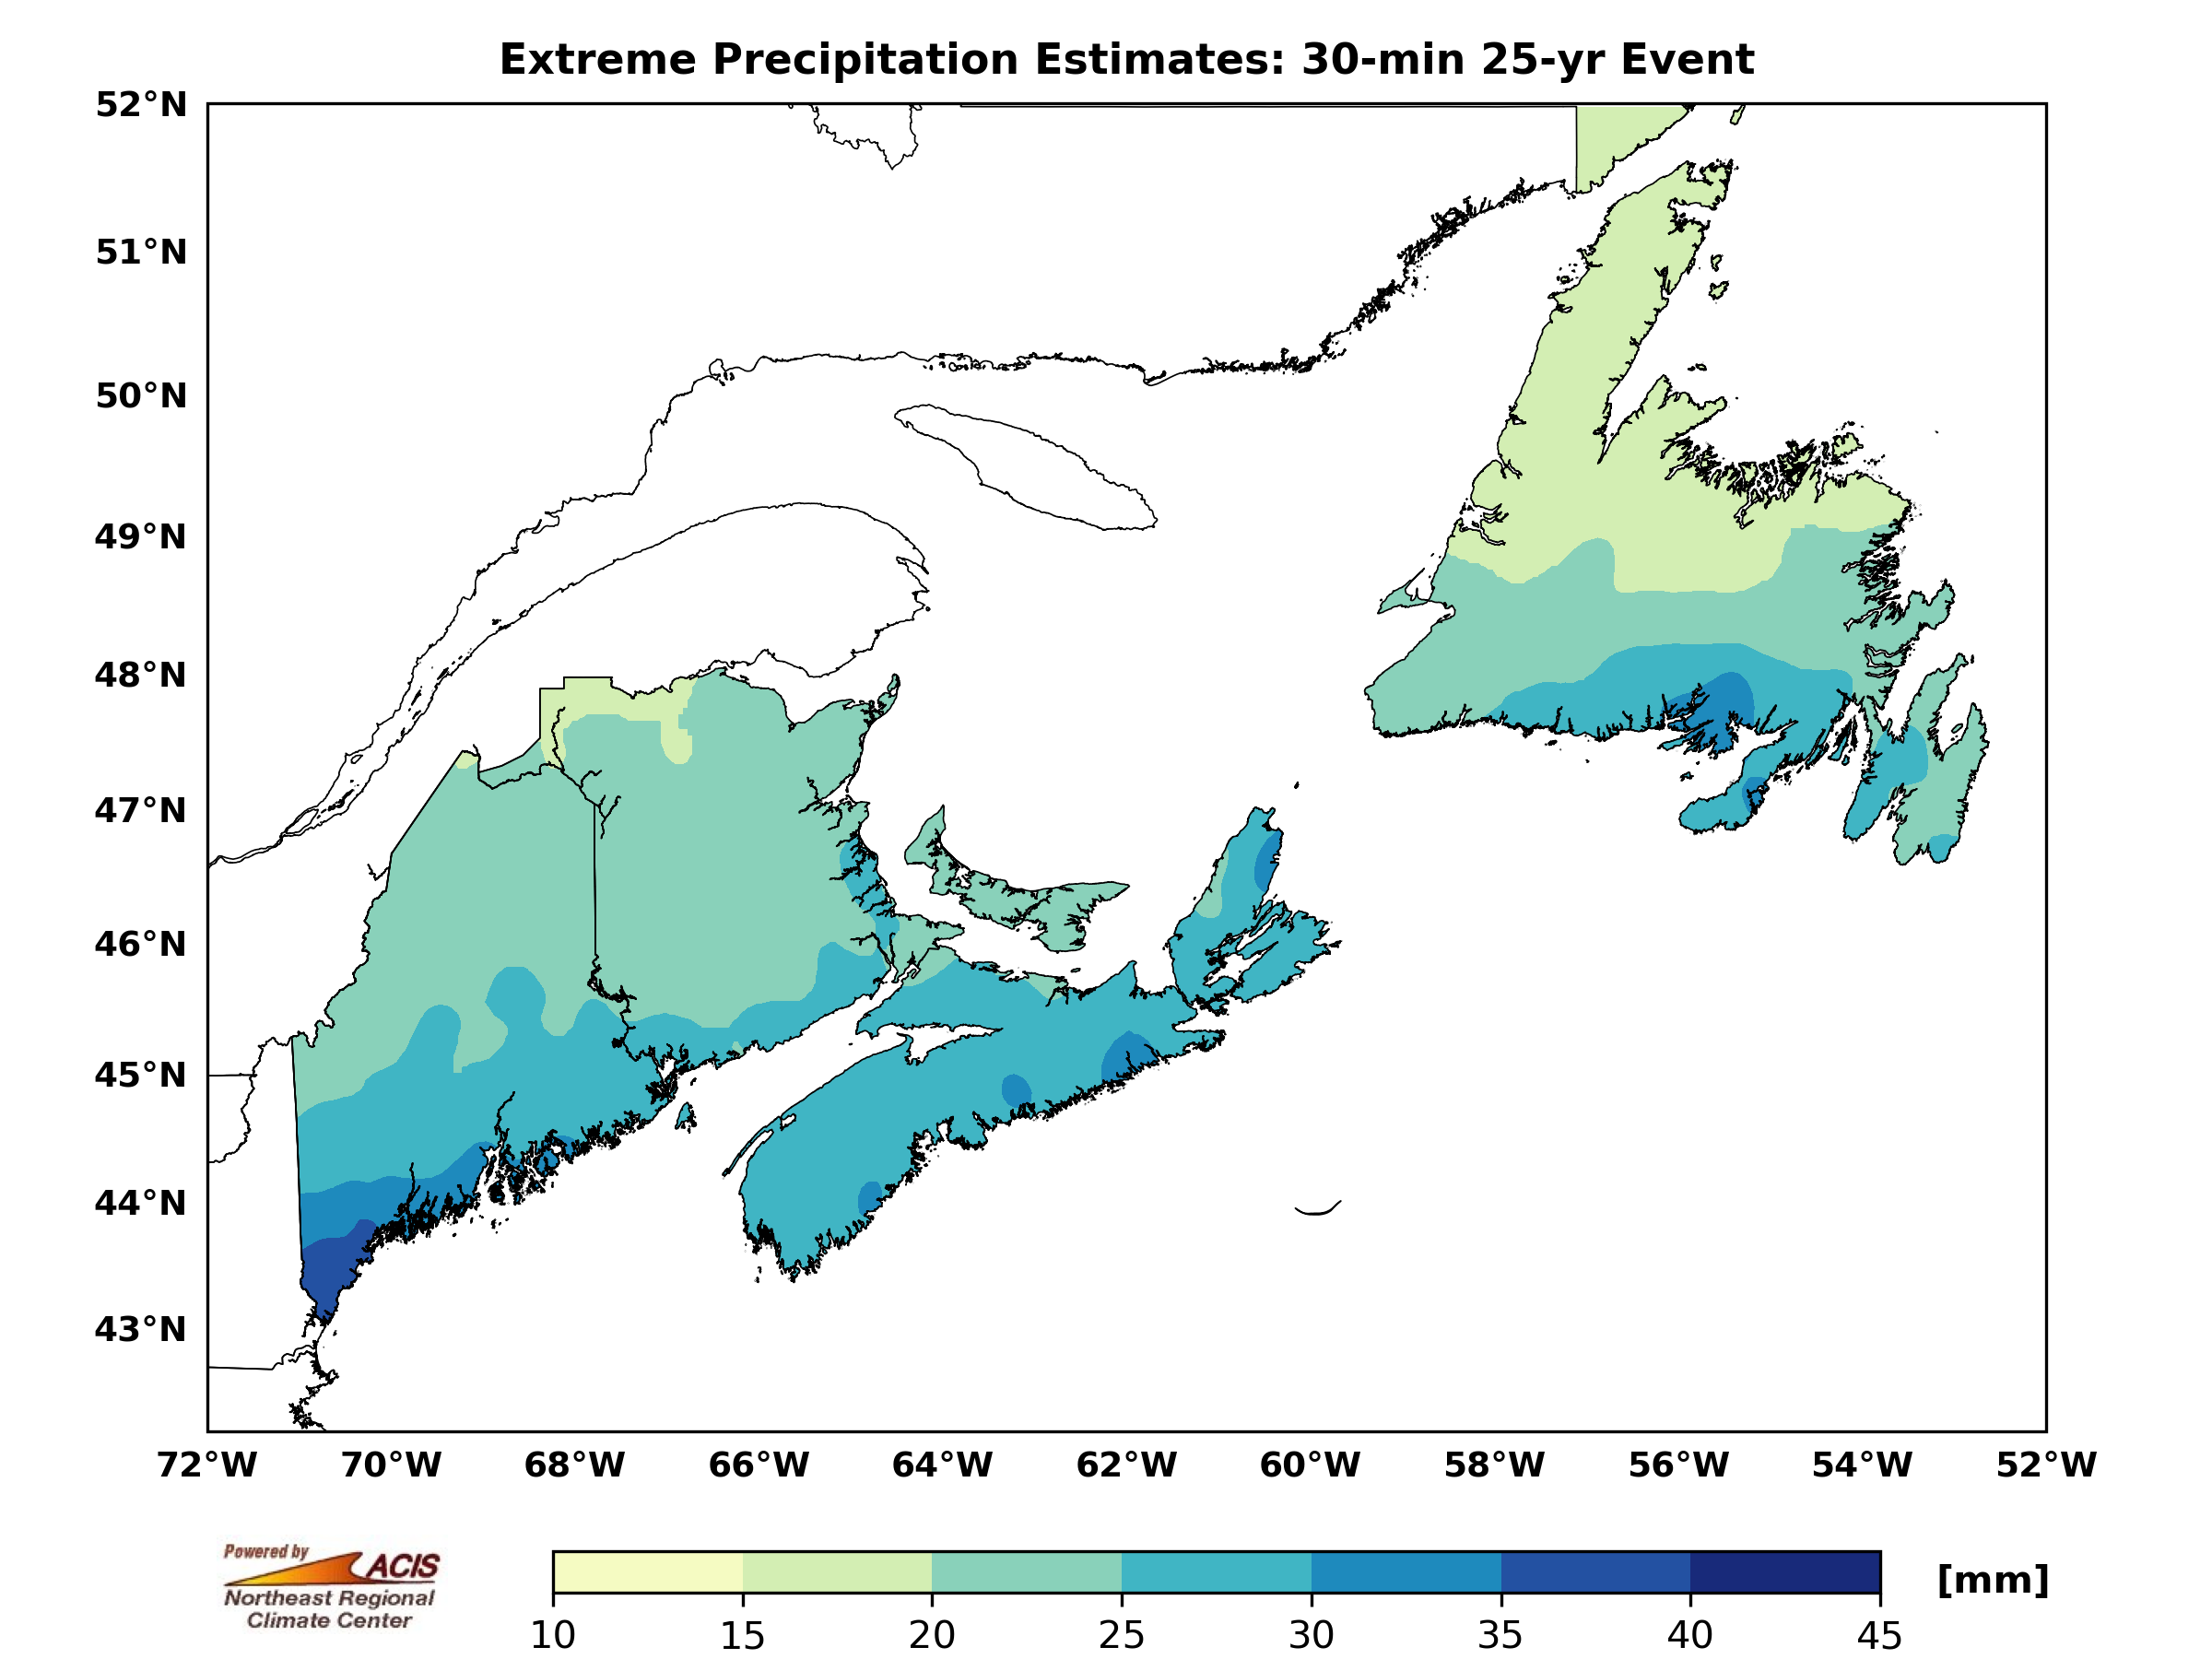 Extreme Precipitation Estimates: 30-min 25-yr Event
52°N
51°N
50°N
49°N
48°N
47°N
46°N
45°N
44°N
43°N
72°W 70°W 68°W 66°W 64°W 62°W 60°W 58°W 56°W 54°W 52°W
Powered by
ACIS
Northeast Regional
Climate Center
[mm]
10 15 20 25 30 35 40 45